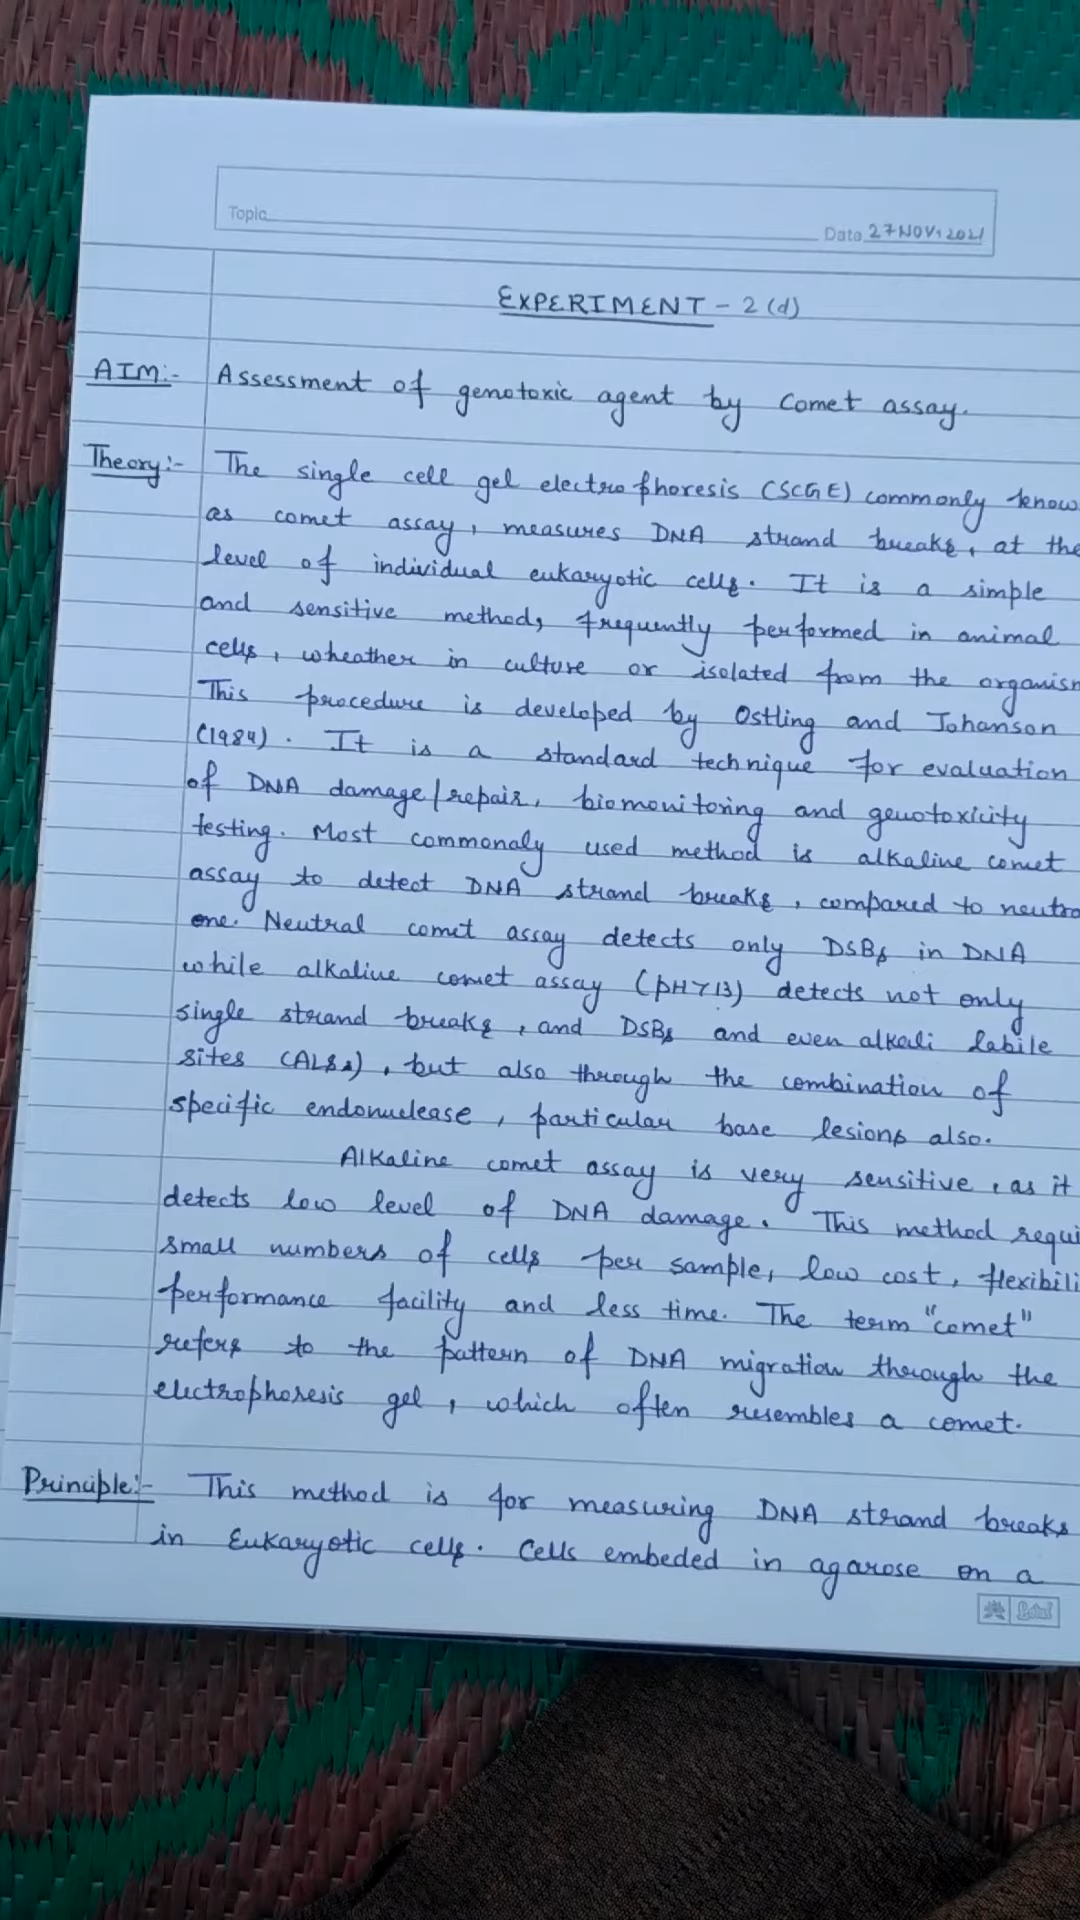 Topic
Date 27 NOV, 2021
EXPERIMENT - 2 (d)
AIM:- Assessment of genotoxic agent by Comet assay.
Theory:- The single cell gel electrophoresis (SCGE) commonly know
as comet assay, measures DNA strand breaks, at the
level of individual eukaryotic cells. It is a simple
and sensitive method, frequently performed in animal
cells, wheather in culture or isolated from the organism
This procedure is developed by Ostling and Johanson
(1984). It is a standard technique for evaluation
of DNA damage/repair, biomonitoring and genotoxicity
testing. Most commonaly used method is alkaline comet
assay to detect DNA strand breaks, compared to neutra
one. Neutral comet assay detects only DSBs in DNA
while alkaline comet assay (pH>13) detects not only
single strand breaks, and DSBs and even alkali labile
sites (ALSs), but also through the combination of
specific endonuclease, particular base lesions also.
Alkaline comet assay is very sensitive, as it
detects low level of DNA damage. This method requi
small numbers of cells per sample, low cost, flexibili
performance facility and less time. The term "comet"
refers to the pattern of DNA migration through the
electrophoresis gel, which often resembles a comet.
Principle:- This method is for measuring DNA strand breaks
in Eukaryotic cells. Cells embeded in agarose on a
Lotus